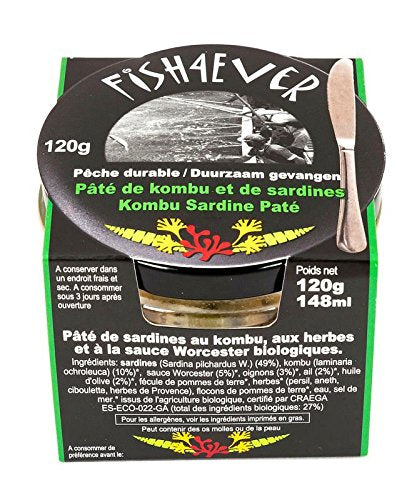 FISH4EVER
120g
Pêche durable / Duurzaam gevangen
Pâté de kombu et de sardines
Kombu Sardine Paté
A conserver dans
un endroit frais et
sec. A consommer
sous 3 jours après
ouverture
Poids net
120g
148ml
Pâté de sardines au kombu, aux herbes
et à la sauce Worcester biologiques.
Ingrédients: sardines (Sardina pilchardus W.) (49%), kombu (laminaria
ochroleuca) (10%)*, sauce Worcester (5%)*, oignons (3%)*, ail (2%)*, huile
d'olive (2%)*, fécule de pommes de terre*, herbes* (persil, aneth,
ciboulette, herbes de Provence), flocons de pommes de terre*, eau, sel de
mer.* issus de l'agriculture biologique, certifié par CRAEGA
ES-ECO-022-GA (total des ingrédients biologiques: 27%)
Pour les allergènes, voir les ingrédients imprimés en gras.
Peut contenir des os molles ou de la peau
A consommer de
préférence avant le: